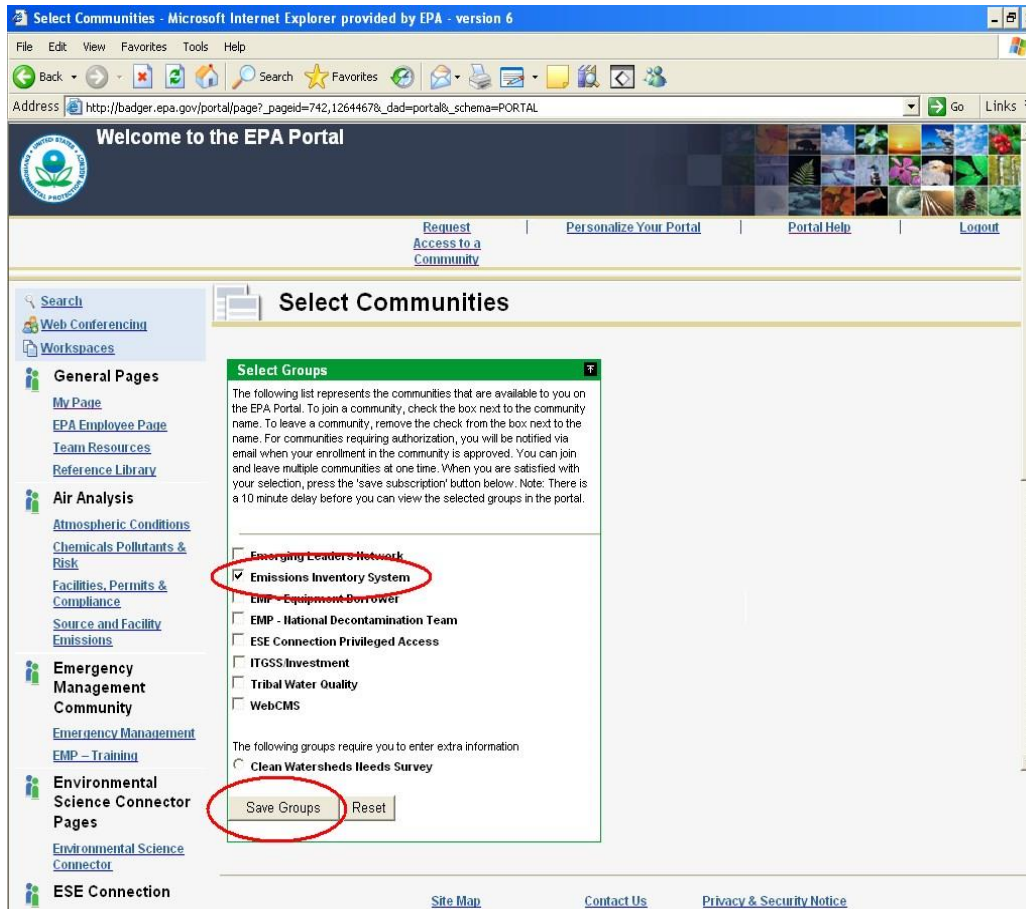 Select Communities - Microsoft Internet Explorer provided by EPA - version 6
File Edit View Favorites Tools Help
Back Search Favorites
Address http://badger.epa.gov/portal/page?_pageid=742,1264467&_dad=portal&_schema=PORTAL Go Links
Welcome to the EPA Portal
Request Access to a Community | Personalize Your Portal | Portal Help | Logout
Search
Web Conferencing
Workspaces
General Pages
My Page
EPA Employee Page
Team Resources
Reference Library
Air Analysis
Atmospheric Conditions
Chemicals Pollutants &
Risk
Facilities, Permits &
Compliance
Source and Facility
Emissions
Emergency
Management
Community
Emergency Management
EMP – Training
Environmental
Science Connector
Pages
Environmental Science
Connector
ESE Connection
Select Communities
Select Groups
The following list represents the communities that are available to you on
the EPA Portal. To join a community, check the box next to the community
name. To leave a community, remove the check from the box next to the
name. For communities requiring authorization, you will be notified via
email when your enrollment in the community is approved. You can join
and leave multiple communities at one time. When you are satisfied with
your selection, press the 'save subscription' button below. Note: There is
a 10 minute delay before you can view the selected groups in the portal.
Emerging Leaders Network
Emissions Inventory System
EMP - Equipment Borrower
EMP - National Decontamination Team
ESE Connection Privileged Access
ITGSS/Investment
Tribal Water Quality
WebCMS
The following groups require you to enter extra information
Clean Watersheds Needs Survey
Save Groups Reset
Site Map Contact Us Privacy & Security Notice